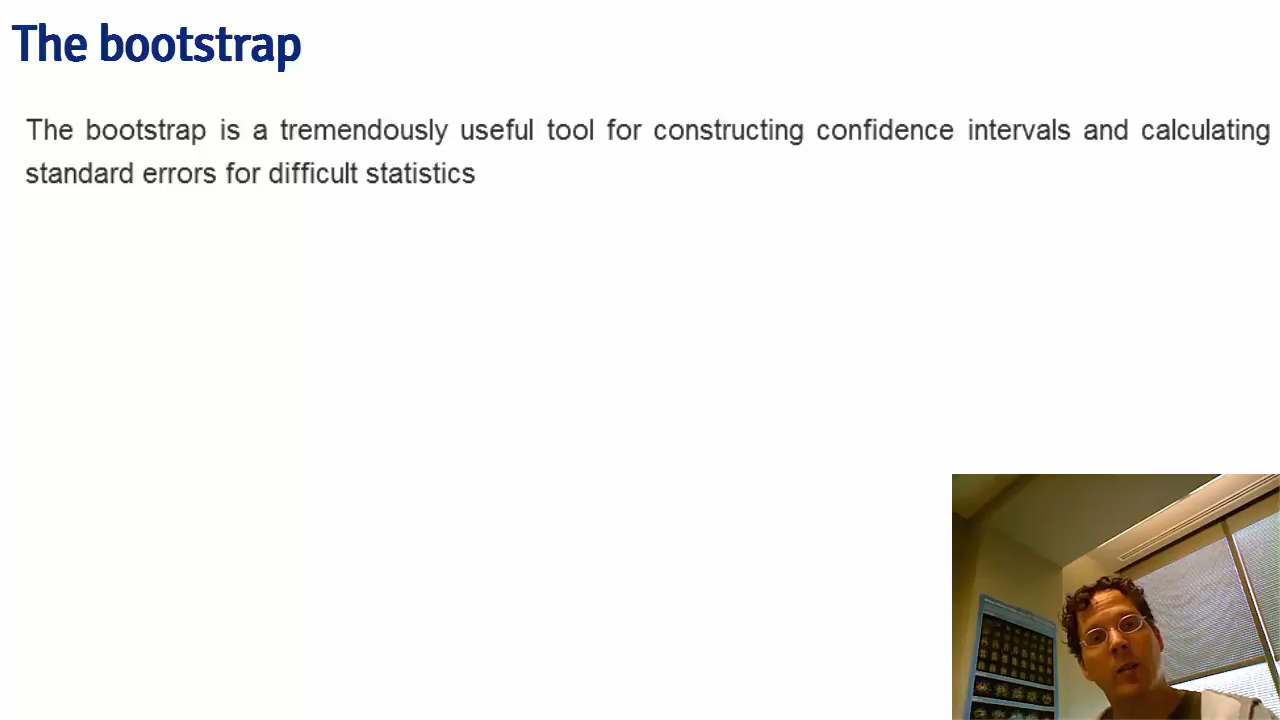 The bootstrap
The bootstrap is a tremendously useful tool for constructing confidence intervals and calculating
standard errors for difficult statistics